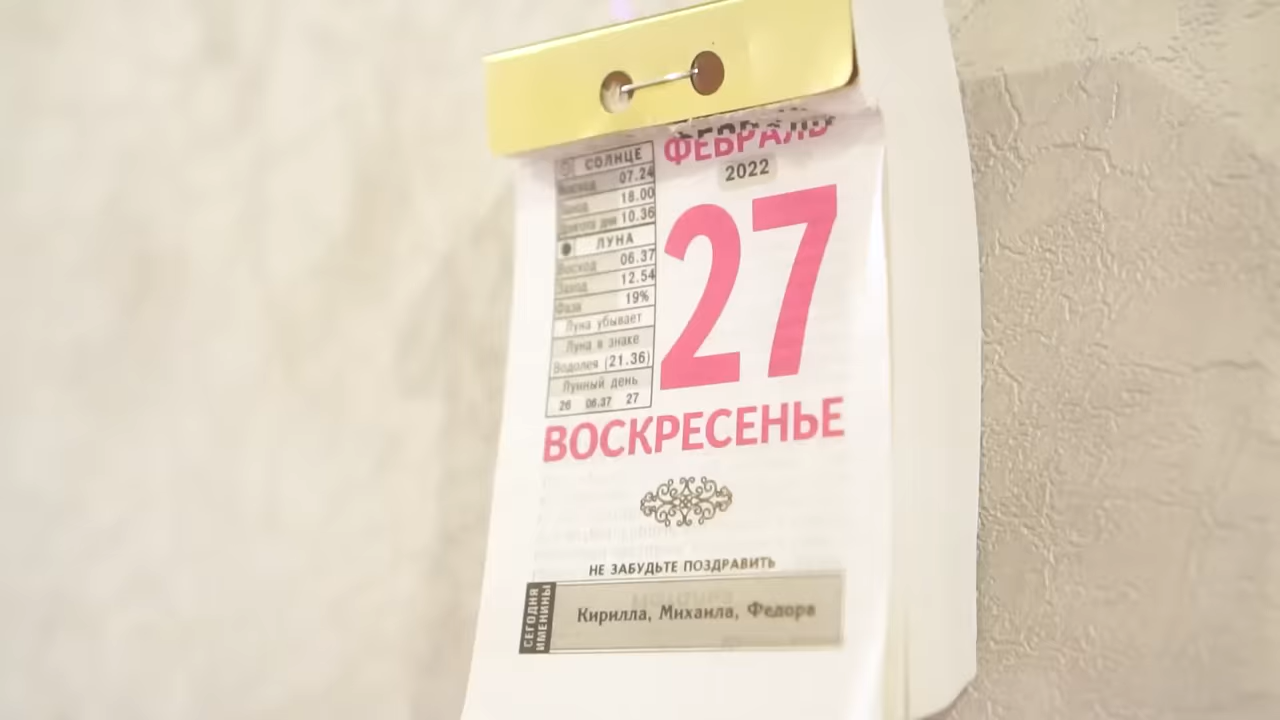 ФЕВРАЛЬ
2022
27
ВОСКРЕСЕНЬЕ
СОЛНЦЕ
Восход 07.24
Заход 18.00
Долгота дня 10.36
ЛУНА
Восход 06.37
Заход 12.54
Фаза 19%
Луна убывает
Луна в знаке
Водолея (21.36)
Лунный день
26 06.37 27
НЕ ЗАБУДЬТЕ ПОЗДРАВИТЬ
СЕГОДНЯ
ИМЕНИНЫ
Кирилла, Михаила, Федора